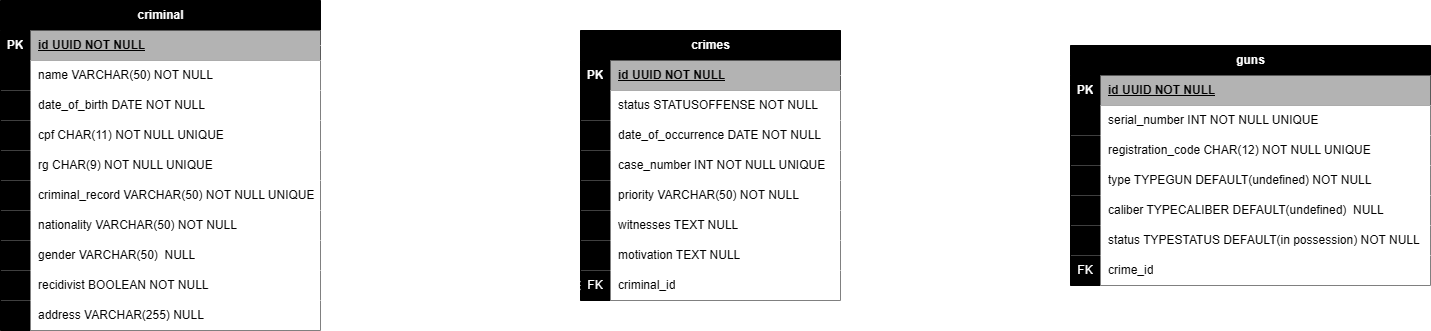 criminal
PK id UUID NOT NULL
name VARCHAR(50) NOT NULL
date_of_birth DATE NOT NULL
cpf CHAR(11) NOT NULL UNIQUE
rg CHAR(9) NOT NULL UNIQUE
criminal_record VARCHAR(50) NOT NULL UNIQUE
nationality VARCHAR(50) NOT NULL
gender VARCHAR(50)  NULL
recidivist BOOLEAN NOT NULL
address VARCHAR(255) NULL
crimes
PK id UUID NOT NULL
status STATUSOFFENSE NOT NULL
date_of_occurrence DATE NOT NULL
case_number INT NOT NULL UNIQUE
priority VARCHAR(50) NOT NULL
witnesses TEXT NULL
motivation TEXT NULL
FK criminal_id
guns
PK id UUID NOT NULL
serial_number INT NOT NULL UNIQUE
registration_code CHAR(12) NOT NULL UNIQUE
type TYPEGUN DEFAULT(undefined) NOT NULL
caliber TYPECALIBER DEFAULT(undefined)  NULL
status TYPESTATUS DEFAULT(in possession) NOT NULL
FK crime_id